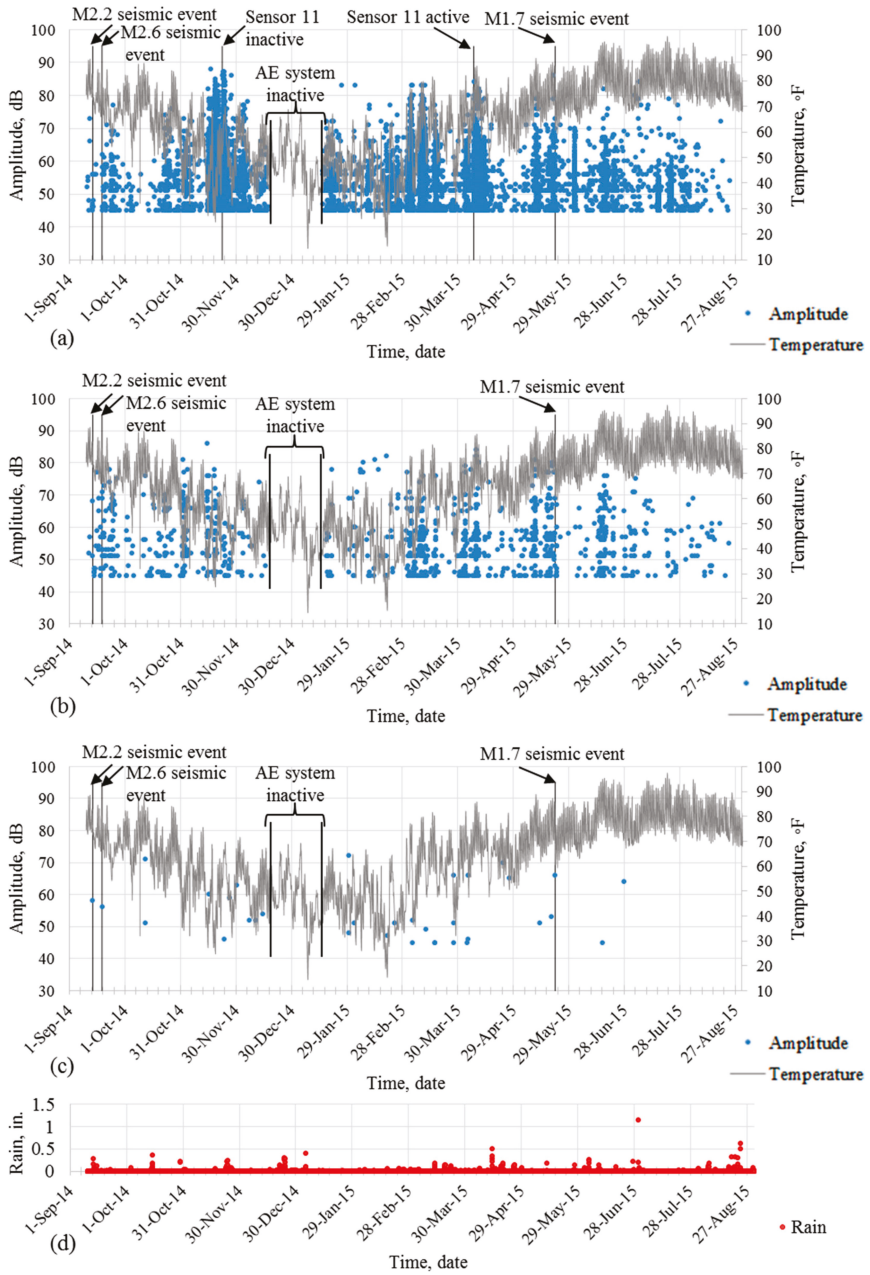 M2.2 seismic event
M2.6 seismic
event
Sensor 11
inactive
AE system
inactive
Sensor 11 active
M1.7 seismic event
Amplitude, dB
100
90
80
70
60
50
40
30
Temperature, °F
100
90
80
70
60
50
40
30
20
10
1-Sep-14
1-Oct-14
31-Oct-14
30-Nov-14
30-Dec-14
29-Jan-15
28-Feb-15
30-Mar-15
29-Apr-15
29-May-15
28-Jun-15
28-Jul-15
27-Aug-15
Time, date
Amplitude
Temperature
(a)
M2.2 seismic event
M2.6 seismic
event
AE system
inactive
M1.7 seismic event
Amplitude, dB
100
90
80
70
60
50
40
30
Temperature, °F
100
90
80
70
60
50
40
30
20
10
1-Sep-14
1-Oct-14
31-Oct-14
30-Nov-14
30-Dec-14
29-Jan-15
28-Feb-15
30-Mar-15
29-Apr-15
29-May-15
28-Jun-15
28-Jul-15
27-Aug-15
Time, date
Amplitude
Temperature
(b)
M2.2 seismic event
M2.6 seismic
event
AE system
inactive
M1.7 seismic event
Amplitude, dB
100
90
80
70
60
50
40
30
Temperature, °F
100
90
80
70
60
50
40
30
20
10
1-Sep-14
1-Oct-14
31-Oct-14
30-Nov-14
30-Dec-14
29-Jan-15
28-Feb-15
30-Mar-15
29-Apr-15
29-May-15
28-Jun-15
28-Jul-15
27-Aug-15
Time, date
Amplitude
Temperature
(c)
Rain, in.
1.5
1
0.5
0
1-Sep-14
1-Oct-14
31-Oct-14
30-Nov-14
30-Dec-14
29-Jan-15
28-Feb-15
30-Mar-15
29-Apr-15
29-May-15
28-Jun-15
28-Jul-15
27-Aug-15
Time, date
Rain
(d)